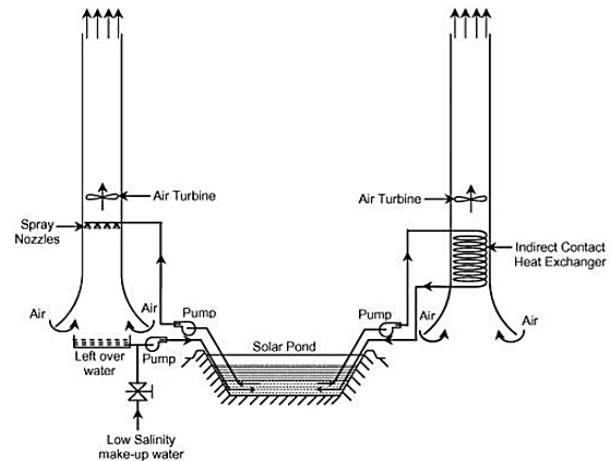 Air Turbine
Air Turbine
Spray
Nozzles
Indirect Contact
Heat Exchanger
Air
Air
Pump
Pump
Air
Air
Solar Pond
Left over
water
Pump
Low Salinity
make-up water